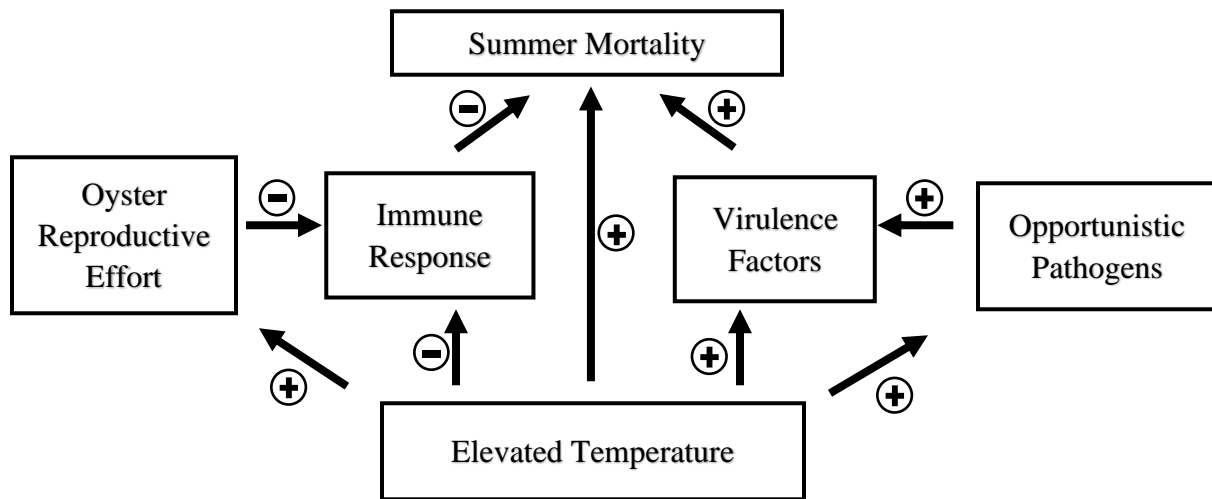 Summer Mortality
−
+
Oyster
Reproductive
Effort
−
Immune
Response
+
Virulence
Factors
+
Opportunistic
Pathogens
+
−
+
+
Elevated Temperature